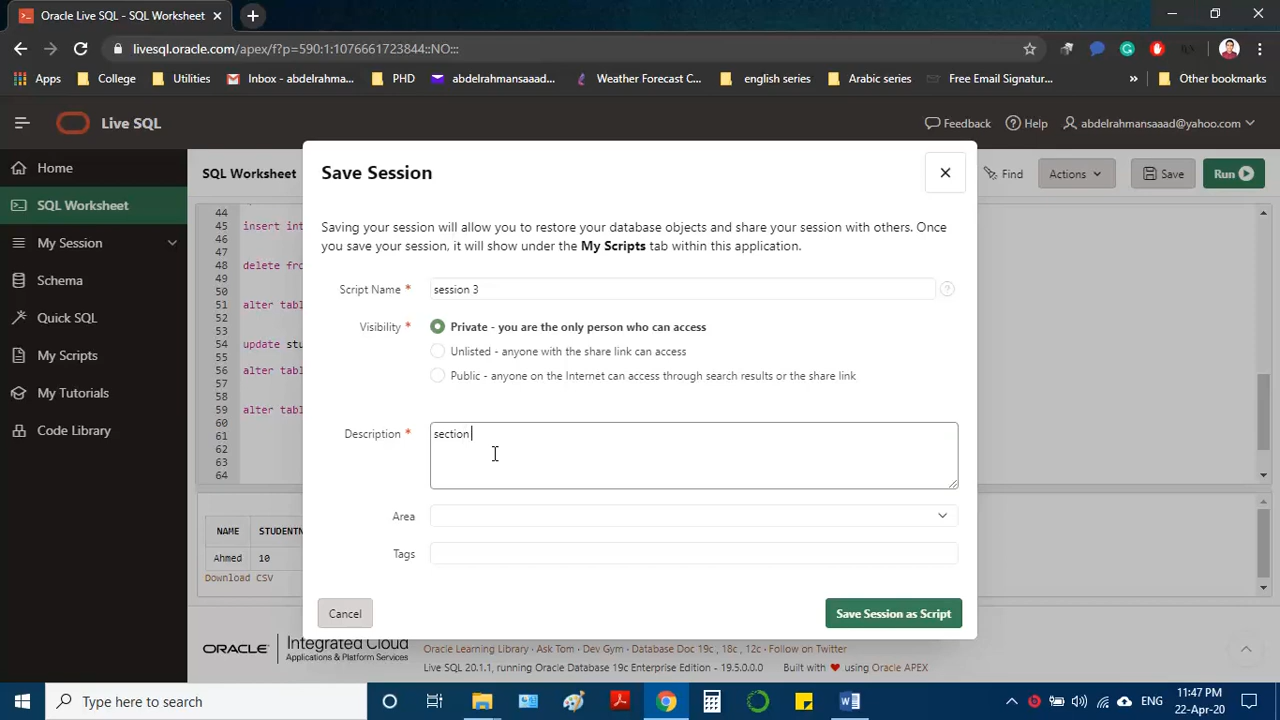 Oracle Live SQL - SQL Worksheet
livesql.oracle.com/apex/f?p=590:1:1076661723844::NO:::
Apps
College
Utilities
Inbox - abdelrahma...
PHD
abdelrahmansaaad...
Weather Forecast C...
english series
Arabic series
Free Email Signatur...
»
Other bookmarks
Live SQL
Feedback
Help
abdelrahmansaaad@yahoo.com
Home
SQL Worksheet
My Session
Schema
Quick SQL
My Scripts
My Tutorials
Code Library
SQL Worksheet
Find
Actions
Save
Run
44
45 insert int
46
47
48 delete fro
49
50
51 alter tabl
52
53
54 update stu
55
56 alter tabl
57
58
59 alter tabl
60
61
62
63
64
NAME STUDENTN
Ahmed 10
Download CSV
Save Session
Saving your session will allow you to restore your database objects and share your session with others. Once
you save your session, it will show under the My Scripts tab within this application.
Script Name * session 3 ?
Visibility * Private - you are the only person who can access
Unlisted - anyone with the share link can access
Public - anyone on the Internet can access through search results or the share link
Description * section
Area
Tags
Cancel
Save Session as Script
ORACLE Integrated Cloud
Applications & Platform Services
Oracle Learning Library · Ask Tom · Dev Gym · Database Doc 19c , 18c , 12c · Follow on Twitter
Live SQL 20.1.1, running Oracle Database 19c Enterprise Edition - 19.5.0.0.0 Built with ❤ using Oracle APEX
Type here to search
ENG
11:47 PM
22-Apr-20